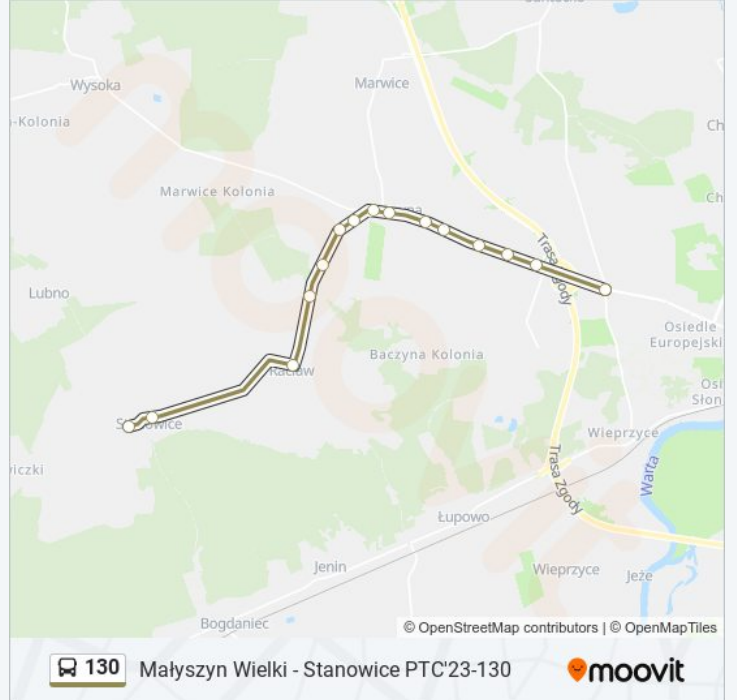 Wysoka
Marwice
-Kolonia
Ch
Marwice Kolonia
Ch
Trasa Zgody
Lubno
Osiedle
Europejski
Baczyna Kolonia
Racław
Osi
Słon
Stanowice
Wieprzyce
wiczki
Trasa Zgody
Warta
Łupowo
Jenin
Wieprzyce
Jeże
Bogdaniec
© OpenStreetMap contributors | © OpenMapTiles
130 Małyszyn Wielki - Stanowice PTC'23-130
moovit